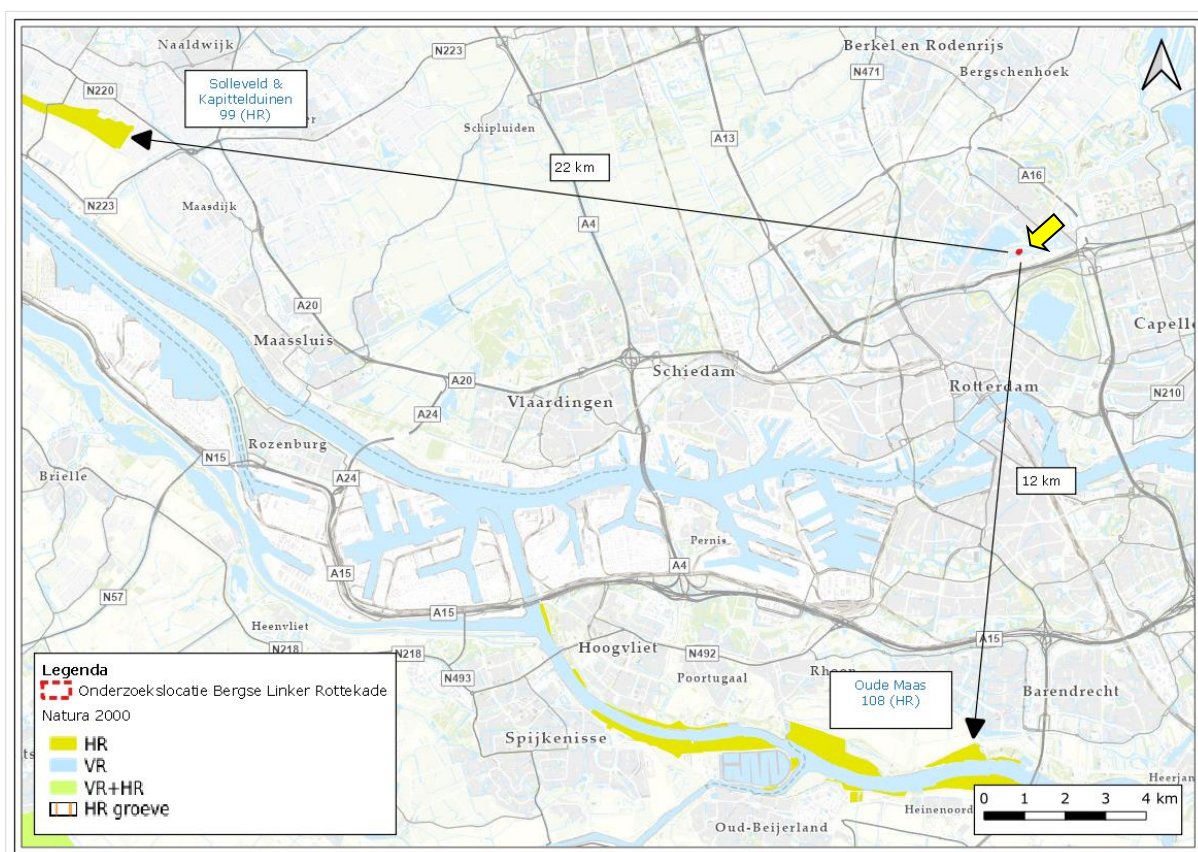 Naaldwijk
N223
Berkel en Rodenrijs
N471
Bergschenhoek
N220
Solleveld &
Kapittelduinen
99 (HR)
er
Schipluiden
A13
22 km
A16
N223
Maasdijk
A4
A20
Maassluis
Capelle
A20
Schiedam
Rotterdam
N210
A24
Vlaardingen
Rozenburg
N15
Brielle
A24
12 km
Pernis
A15
A4
N57
A15
Heenvliet
N218
N218
Hoogvliet
N492
A15
Rhoon
N493
Poortugaal
Oude Maas
108 (HR)
Barendrecht
Spijkenisse
Heerjan
Heinenoord
Oud-Beijerland
Legenda
Onderzoekslocatie Bergse Linker Rottekade
Natura 2000
HR
VR
VR+HR
HR groeve
0 1 2 3 4 km